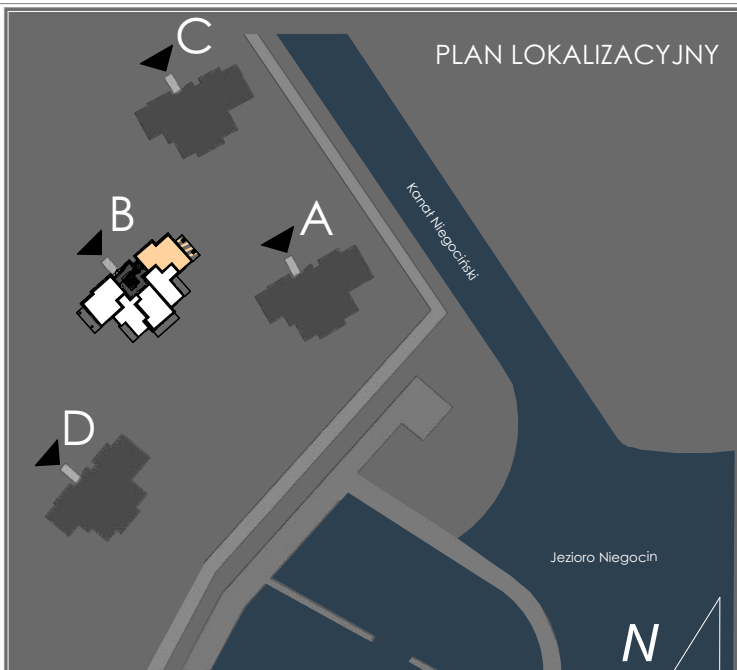 PLAN LOKALIZACYJNY
C
B
A
Kanał Niegociński
D
Jezioro Niegocin
N